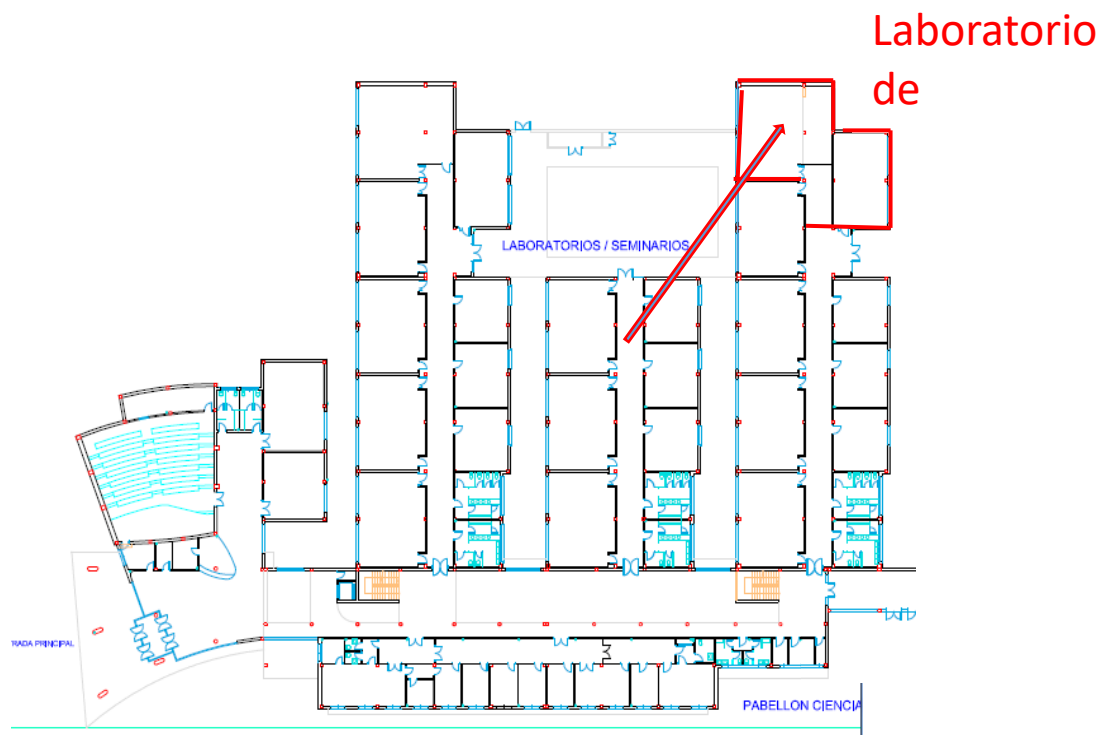 Laboratorio
de
LABORATORIOS / SEMINARIOS
TRADA PRINCIPAL
PABELLON CIENCIA